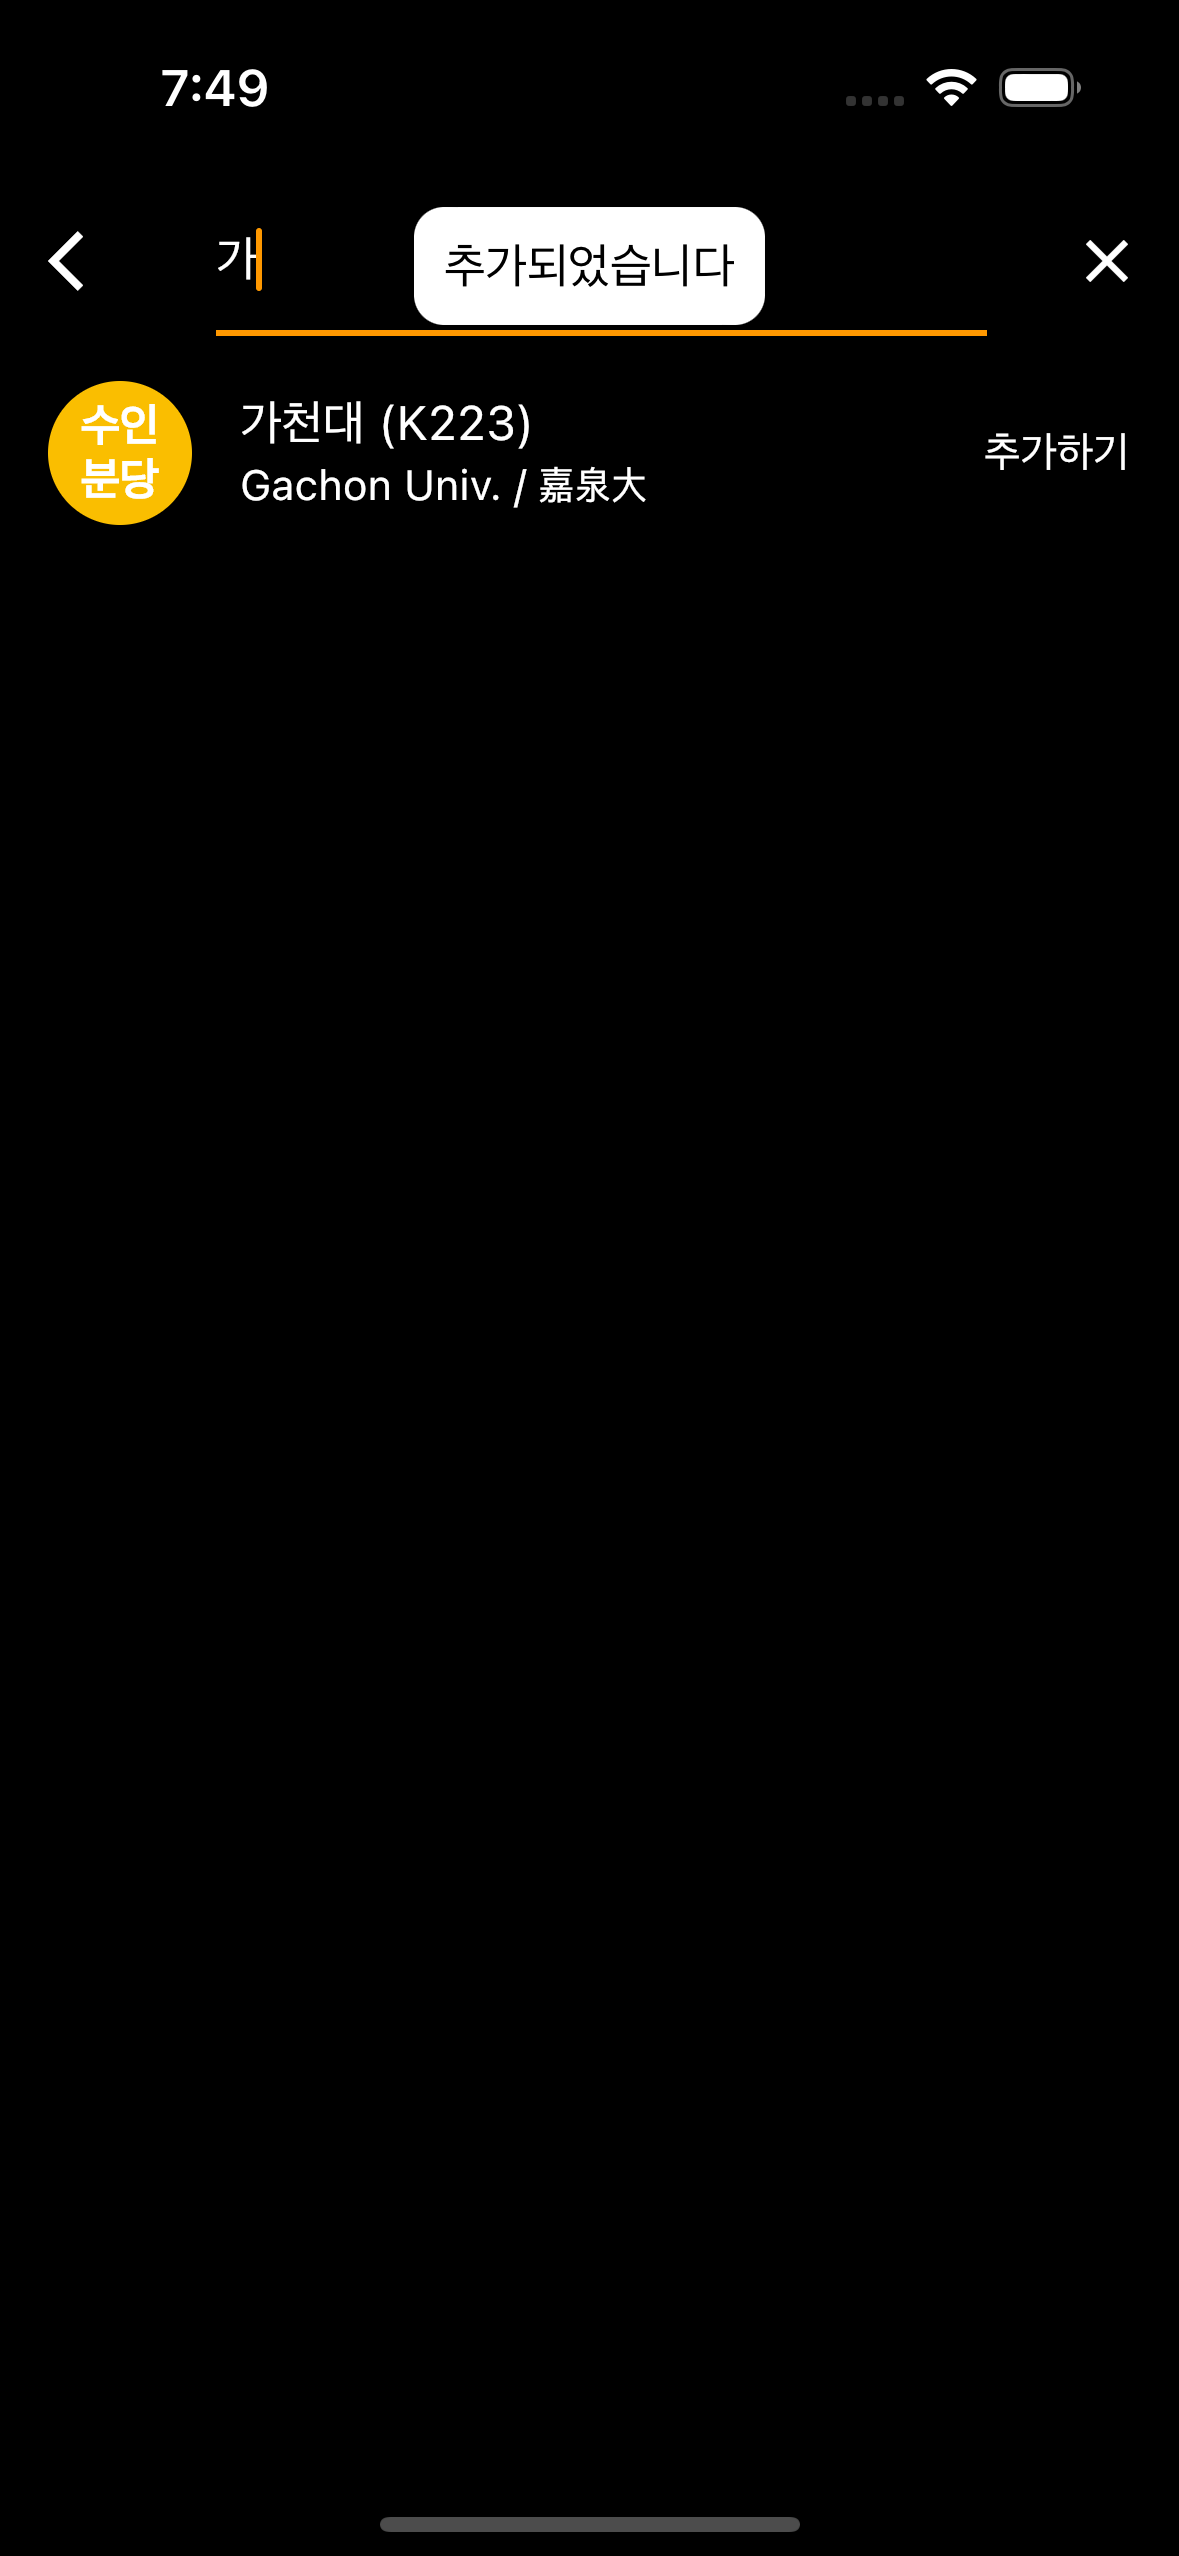 7:49
가
추가되었습니다
수인
분당
가천대 (K223)
Gachon Univ. / 嘉泉大
추가하기